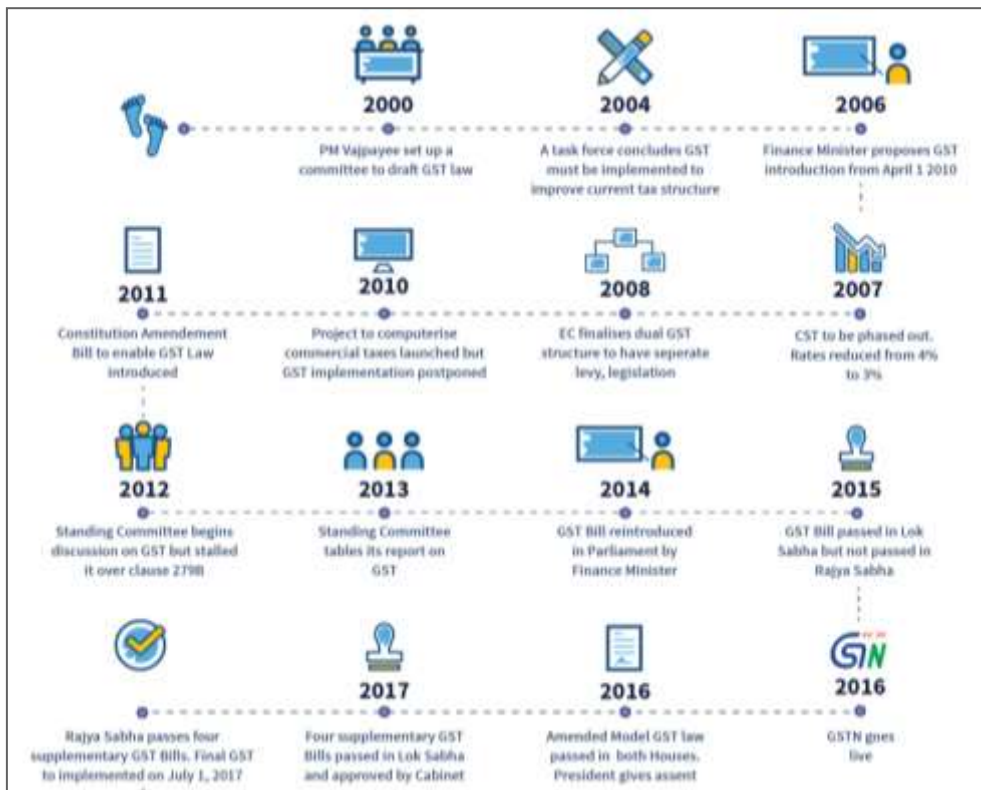 2000
PM Vajpayee set up a
committee to draft GST law
2004
A task force concludes GST
must be implemented to
improve current tax structure
2006
Finance Minister proposes GST
introduction from April 1 2010
2011
Constitution Amendement
Bill to enable GST Law
introduced
2010
Project to computerise
commercial taxes launched but
GST implementation postponed
2008
EC finalises dual GST
structure to have seperate
levy, legislation
2007
CST to be phased out.
Rates reduced from 4%
to 3%
2012
Standing Committee begins
discussion on GST but stalled
it over clause 279B
2013
Standing Committee
tables its report on
GST
2014
GST Bill reintroduced
in Parliament by
Finance Minister
2015
GST Bill passed in Lok
Sabha but not passed in
Rajya Sabha
Rajya Sabha passes four
supplementary GST Bills. Final GST
to implemented on July 1, 2017
2017
Four supplementary GST
Bills passed in Lok Sabha
and approved by Cabinet
2016
Amended Model GST law
passed in both Houses.
President gives assent
GSTN
2016
GSTN goes
live